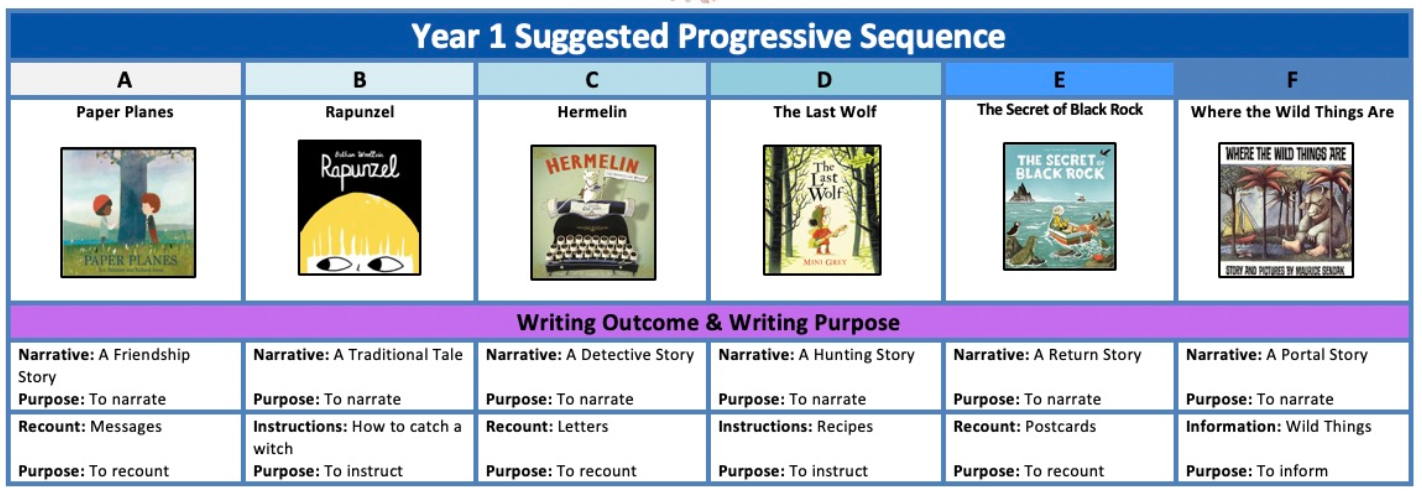 Year 1 Suggested Progressive Sequence
A B C D E F
Paper Planes Rapunzel Hermelin The Last Wolf The Secret of Black Rock Where the Wild Things Are
PAPER PLANES
Bethan Woollvin
Rapunzel
HERMELIN
The
Last
Wolf
MINI GREY
THE SECRET OF
BLACK ROCK
WHERE THE WILD THINGS ARE
STORY AND PICTURES BY MAURICE SENDAK
Writing Outcome & Writing Purpose
Narrative: A Friendship
Story
Purpose: To narrate
Narrative: A Traditional Tale
Purpose: To narrate
Narrative: A Detective Story
Purpose: To narrate
Narrative: A Hunting Story
Purpose: To narrate
Narrative: A Return Story
Purpose: To narrate
Narrative: A Portal Story
Purpose: To narrate
Recount: Messages
Purpose: To recount
Instructions: How to catch a
witch
Purpose: To instruct
Recount: Letters
Purpose: To recount
Instructions: Recipes
Purpose: To instruct
Recount: Postcards
Purpose: To recount
Information: Wild Things
Purpose: To inform